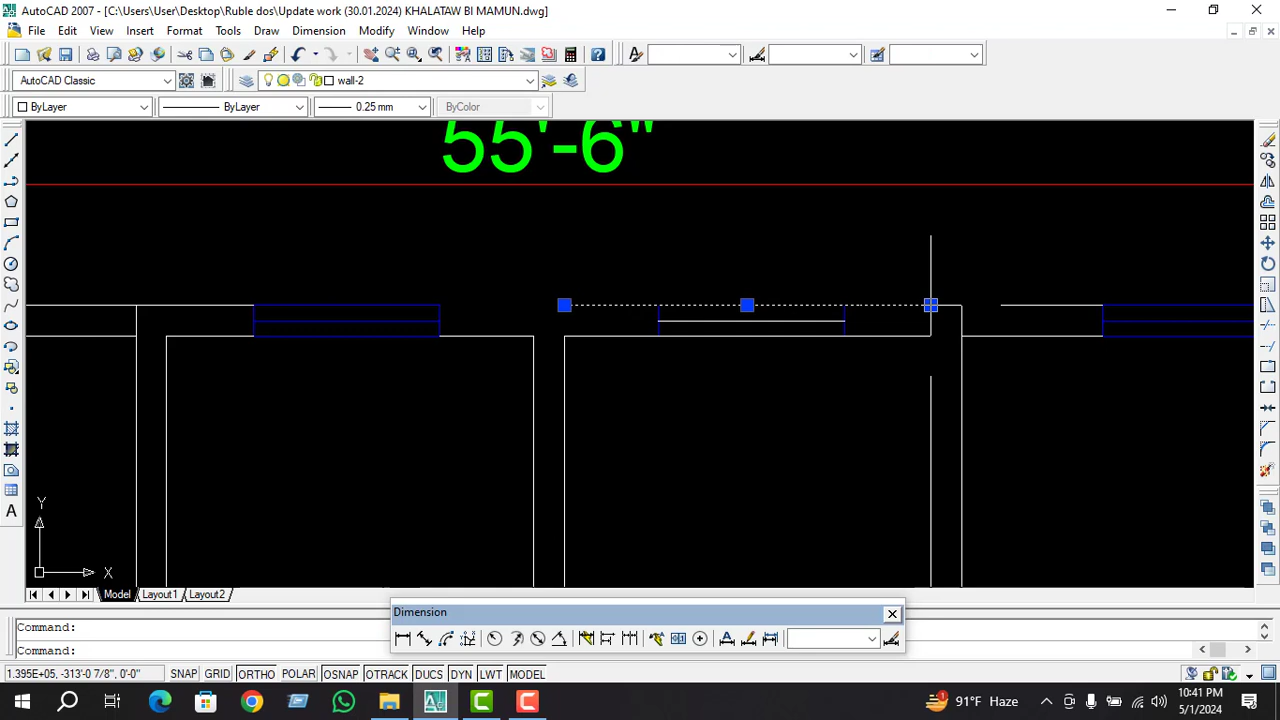 AutoCAD 2007 - [C:\Users\User\Desktop\Ruble dos\Update work (30.01.2024) KHALATAW BI MAMUN.dwg]
File Edit View Insert Format Tools Draw Dimension Modify Window Help
AutoCAD Classic wall-2
ByLayer ByLayer 0.25 mm ByColor
55'-6"
Y
X
Model Layout1 Layout2
Dimension
Command:
Command:
1.395E+05, -313'-0 7/8", 0'-0" SNAP GRID ORTHO POLAR OSNAP OTRACK DUCS DYN LWT MODEL
91°F Haze
10:41 PM
5/1/2024